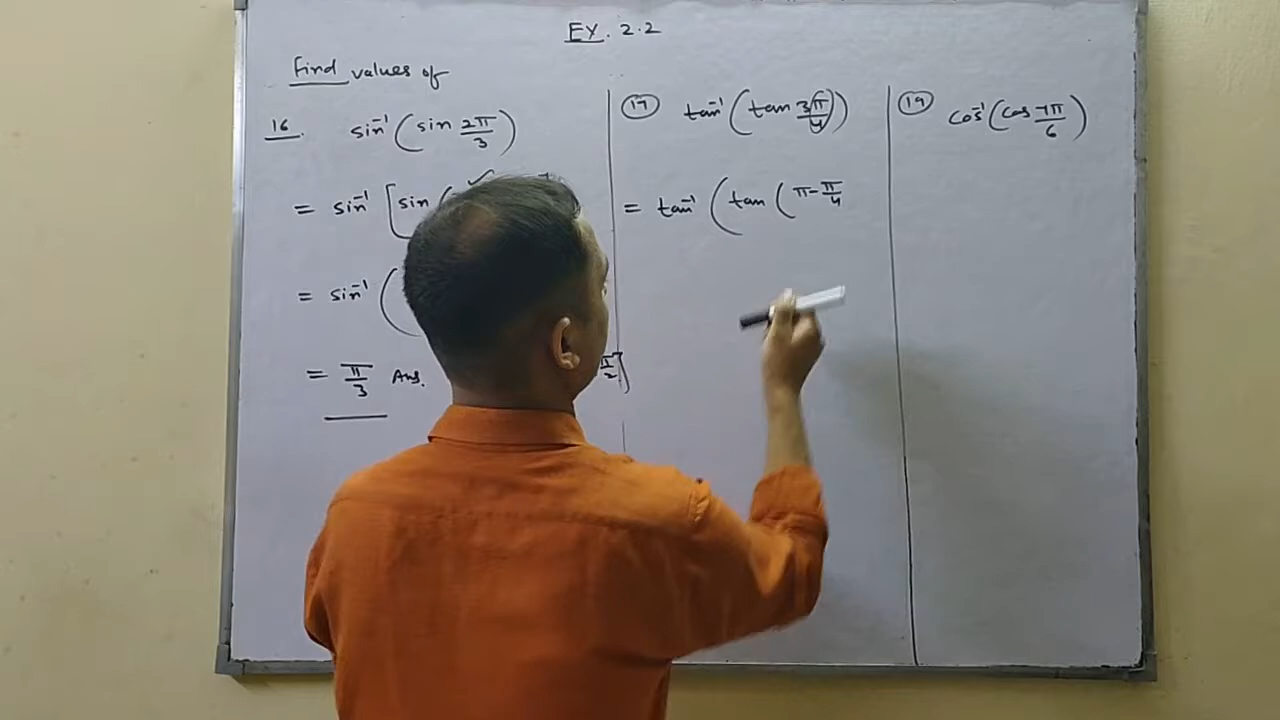 EX. 2.2
Find values of
16. sin⁻¹(sin 2π/3)
= sin⁻¹[sin(
= sin⁻¹(
= π/3 Ans.
π/2]
17 tan⁻¹(tan 3π/4)
= tan⁻¹(tan(π-π/4
19 cos⁻¹(cos 7π/6)